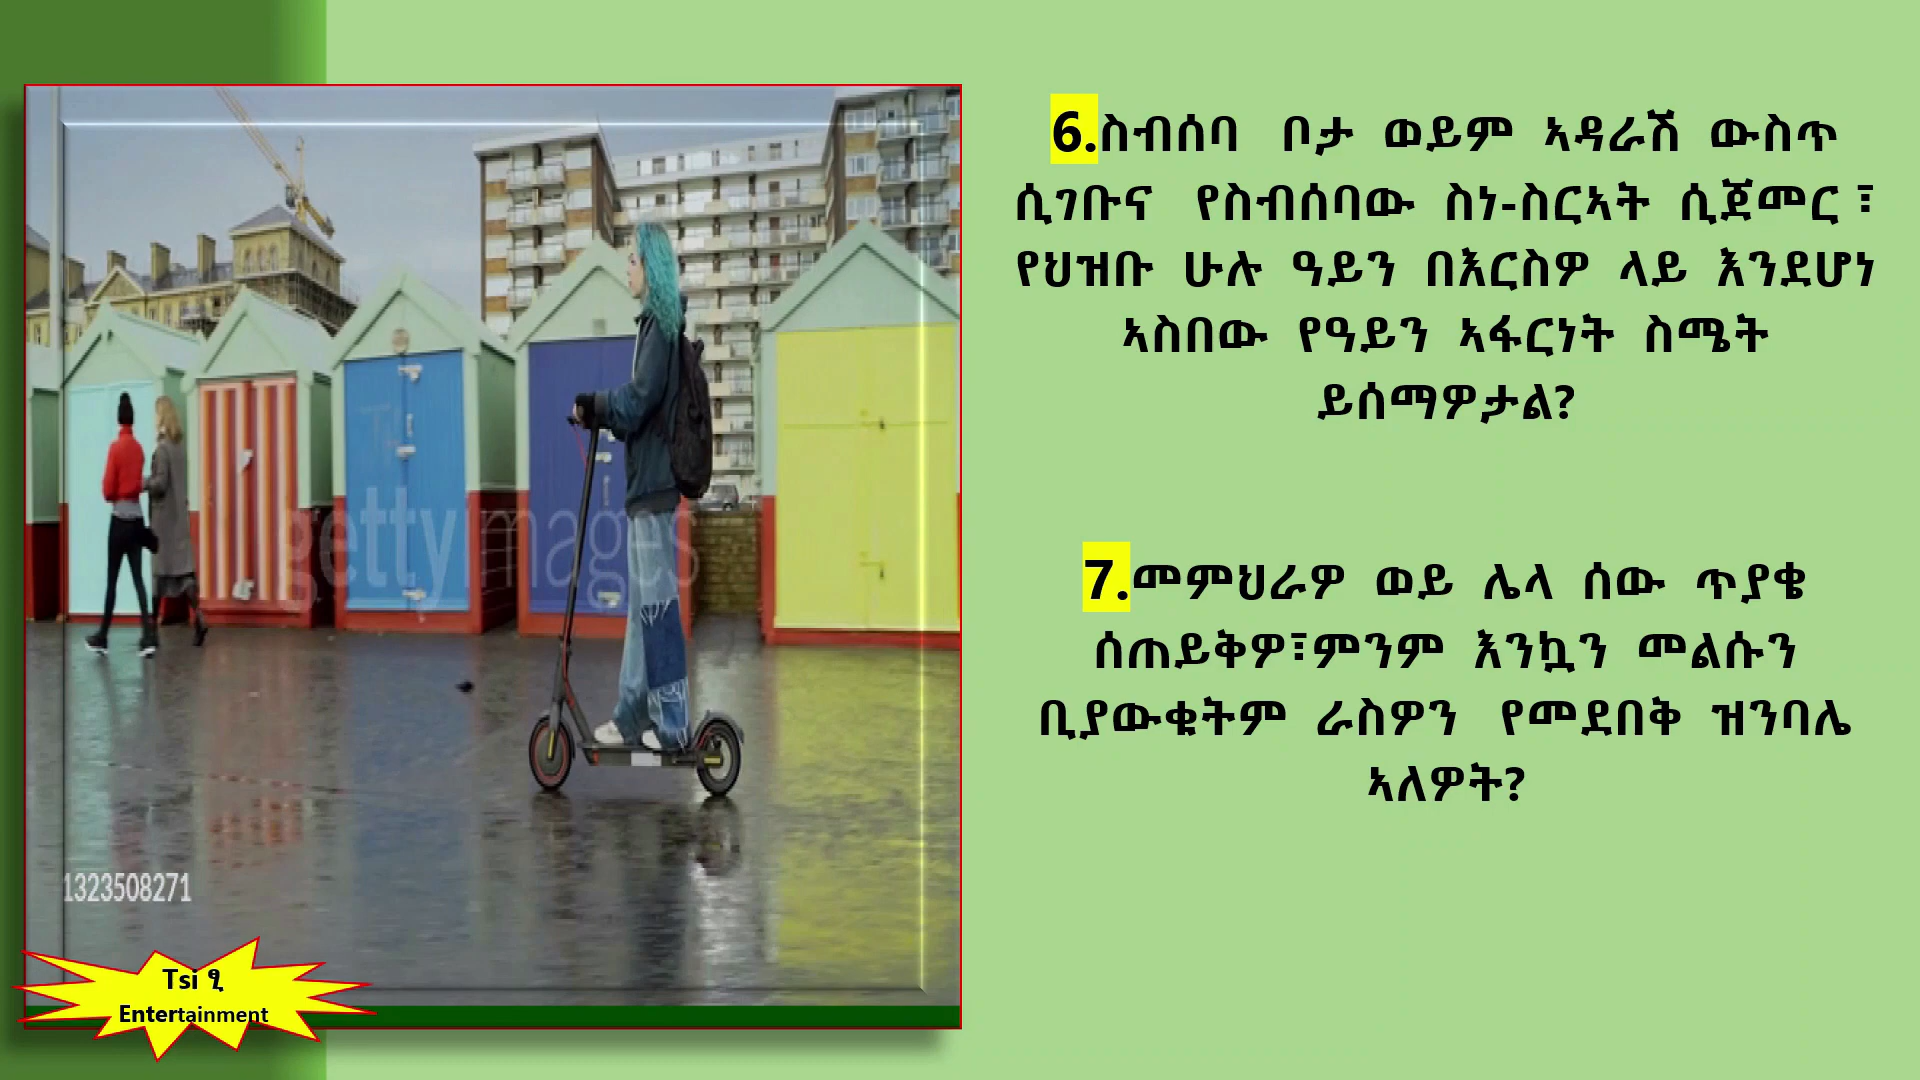 6.ስብሰባ ቦታ ወይም ኣዳራሽ ውስጥ
ሲገቡና የስብሰባው ስነ-ስርኣት ሲጀመር ፣
የህዝቡ ሁሉ ዓይን በእርስዎ ላይ እንደሆነ
ኣስበው የዓይን ኣፋርነት ስሜት
ይሰማዎታል?
7.መምህራዎ ወይ ሌላ ሰው ጥያቄ
ሰጠይቅዎ፣ምንም እንኳን መልሱን
ቢያውቁትም ራስዎን የመደበቅ ዝንባሌ
ኣለዎት?
gettyimages
1323508271
Tsi ፂ
Entertainment